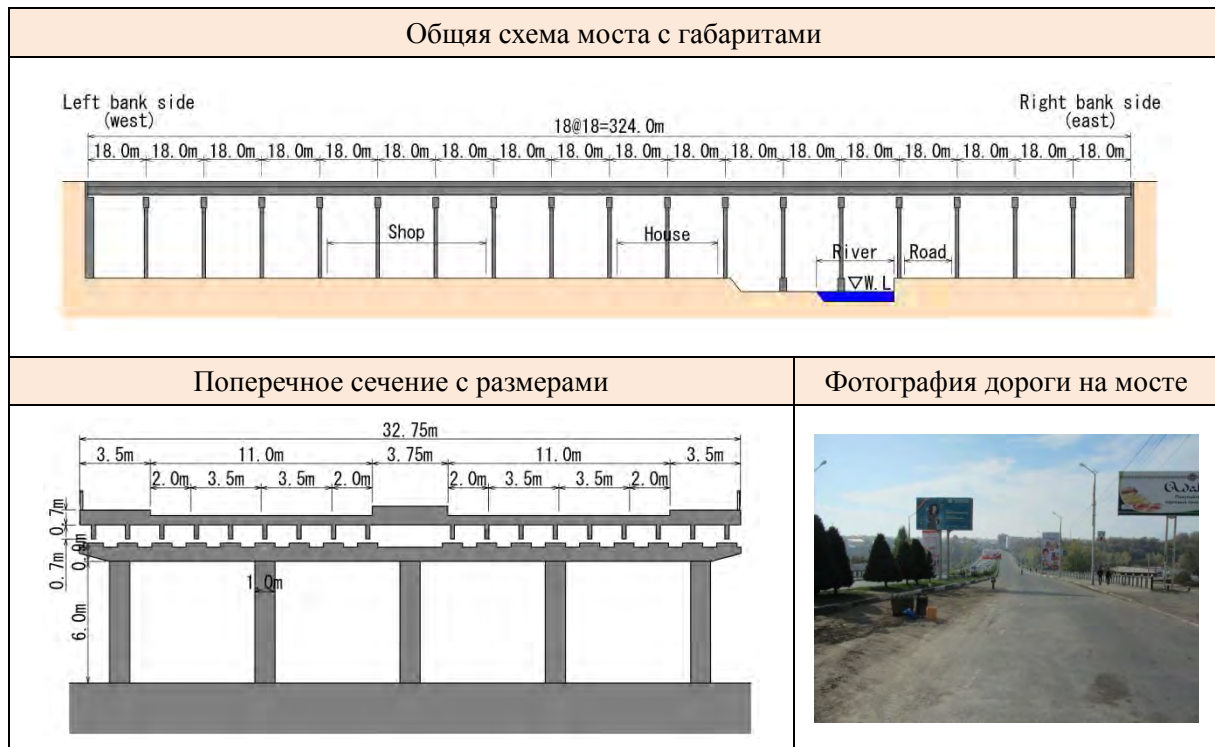 Общая схема моста с габаритами
Left bank side
(west)
Right bank side
(east)
18@18=324.0m
18.0m 18.0m 18.0m 18.0m 18.0m 18.0m 18.0m 18.0m 18.0m 18.0m 18.0m 18.0m 18.0m 18.0m 18.0m 18.0m 18.0m 18.0m
Shop
House
River
Road
▽W.L
Поперечное сечение с размерами
Фотография дороги на мосте
32.75m
3.5m 11.0m 3.75m 11.0m 3.5m
2.0m 3.5m 3.5m 2.0m 2.0m 3.5m 3.5m 2.0m
0.7m
0.7m
1.0m
6.0m